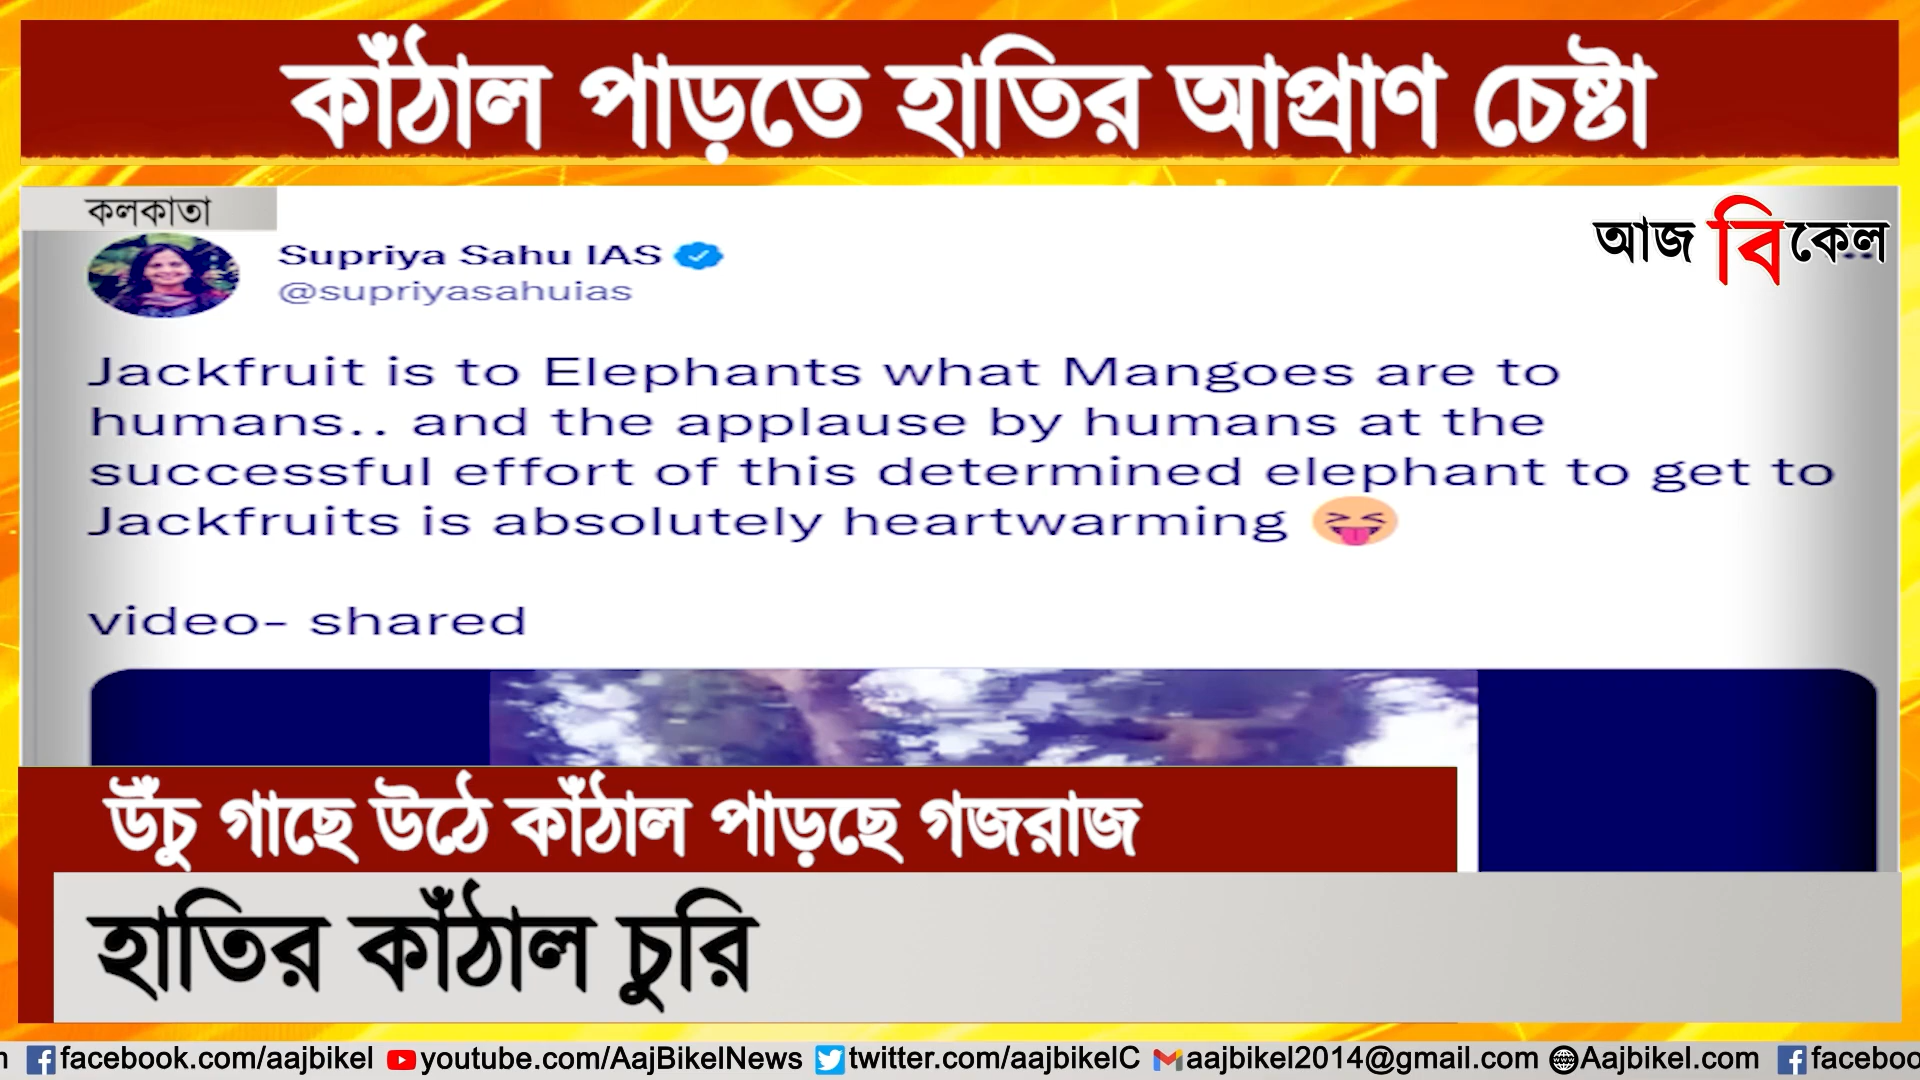 কাঁঠাল পাড়তে হাতির আপ্রাণ চেষ্টা
কলকাতা
আজ বিকেল
Supriya Sahu IAS
@supriyasahuias
Jackfruit is to Elephants what Mangoes are to
humans.. and the applause by humans at the
successful effort of this determined elephant to get to
Jackfruits is absolutely heartwarming 😝
video- shared
উঁচু গাছে উঠে কাঁঠাল পাড়ছে গজরাজ
হাতির কাঁঠাল চুরি
facebook.com/aajbikel youtube.com/AajBikelNews twitter.com/aajbikelC aajbikel2014@gmail.com Aajbikel.com faceboo